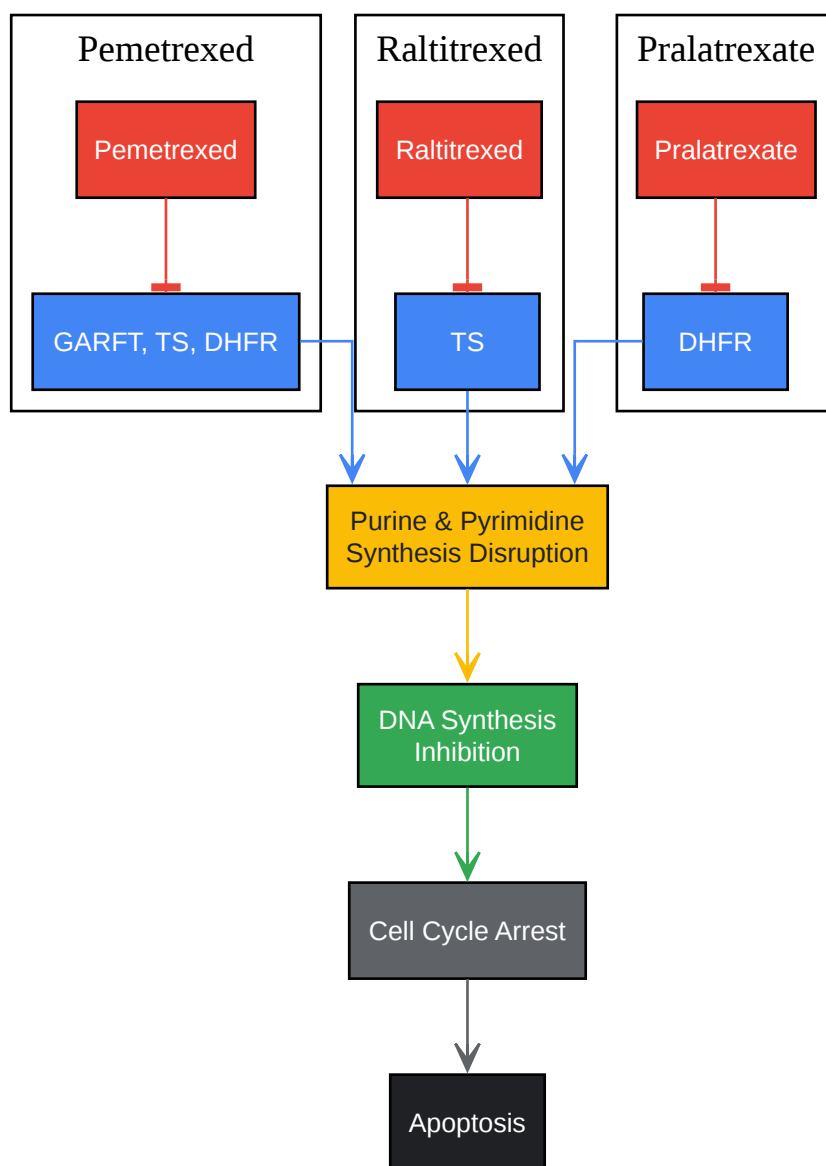 Pemetrexed
Raltitrexed
Pralatrexate
Pemetrexed
Raltitrexed
Pralatrexate
GARFT, TS, DHFR
TS
DHFR
Purine & Pyrimidine
Synthesis Disruption
DNA Synthesis
Inhibition
Cell Cycle Arrest
Apoptosis